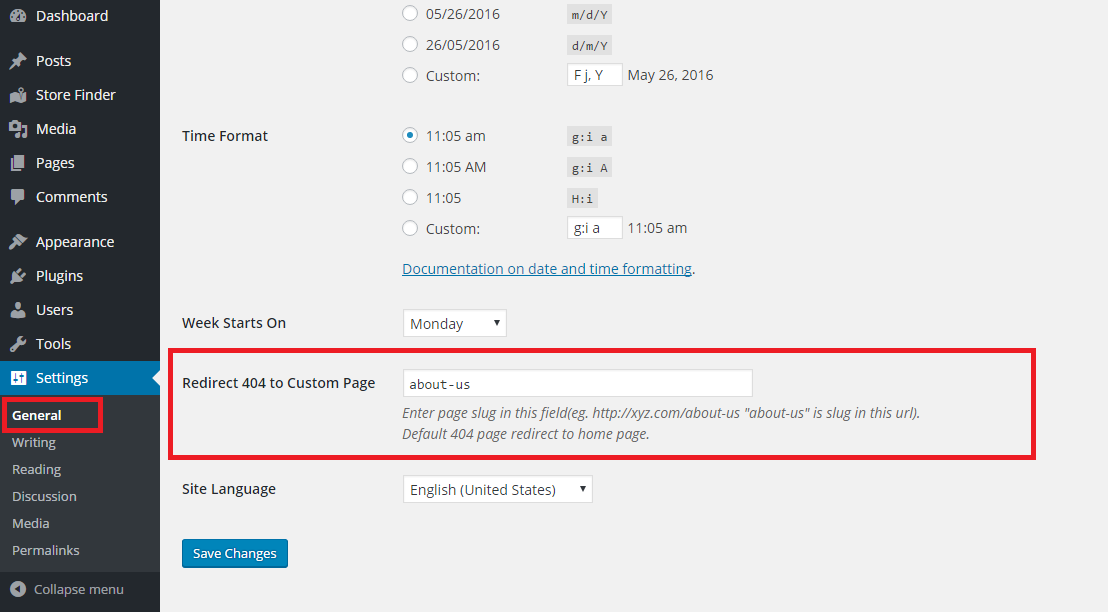 Dashboard
Posts
Store Finder
Media
Pages
Comments
Appearance
Plugins
Users
Tools
Settings
General
Writing
Reading
Discussion
Media
Permalinks
Collapse menu
05/26/2016 m/d/Y
26/05/2016 d/m/Y
Custom: F j, Y May 26, 2016
Time Format 11:05 am g:i a
11:05 AM g:i A
11:05 H:i
Custom: g:i a 11:05 am
Documentation on date and time formatting.
Week Starts On Monday
Redirect 404 to Custom Page about-us
Enter page slug in this field(eg. http://xyz.com/about-us "about-us" is slug in this url).
Default 404 page redirect to home page.
Site Language English (United States)
Save Changes